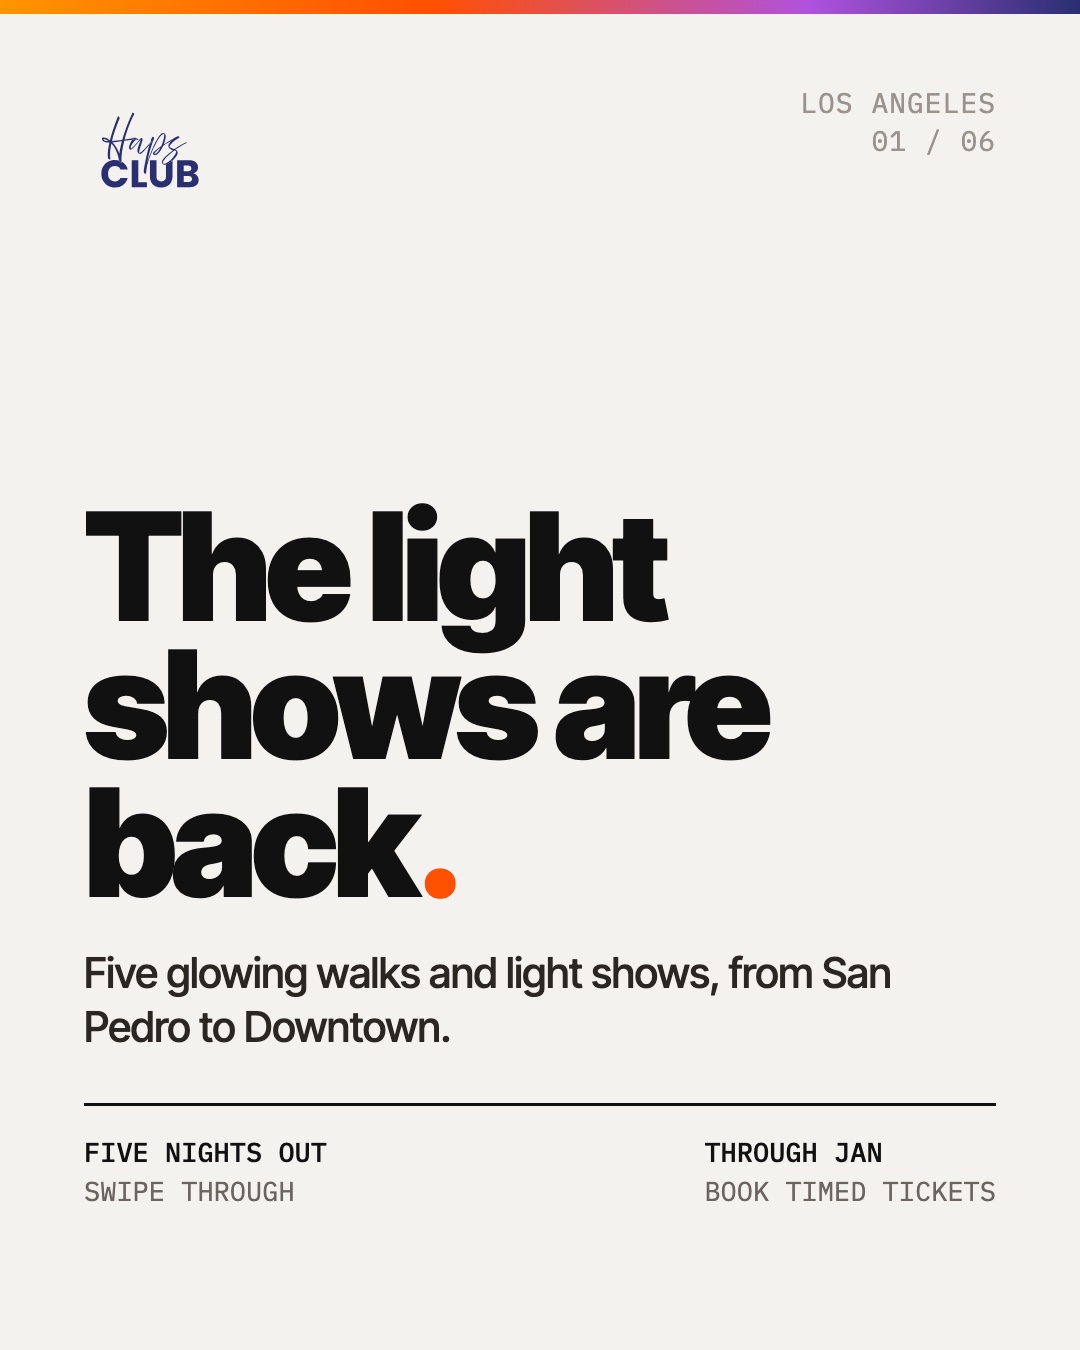 Haps
CLUB
LOS ANGELES
01 / 06
The light
shows are
back.
Five glowing walks and light shows, from San
Pedro to Downtown.
FIVE NIGHTS OUT
SWIPE THROUGH
THROUGH JAN
BOOK TIMED TICKETS